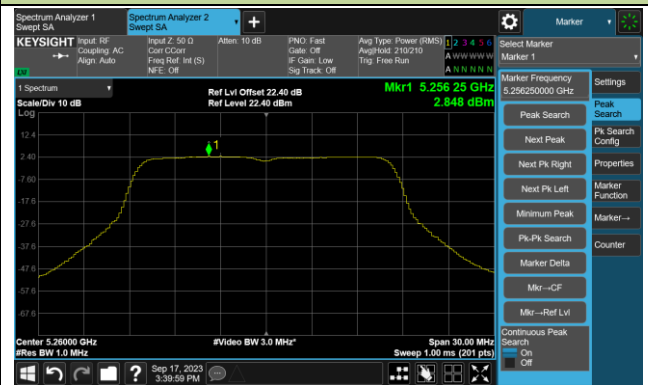 Spectrum Analyzer 1
Swept SA
Spectrum Analyzer 2
Swept SA
Marker
KEYSIGHT
Input: RF
Coupling: AC
Align: Auto
Input Z: 50 Ω
Corr CCorr
Freq Ref: Int (S)
NFE: Off
Atten: 10 dB
PNO: Fast
Gate: Off
IF Gain: Low
Sig Track: Off
Avg Type: Power (RMS)
Avg|Hold: 210/210
Trig: Free Run
1 2 3 4 5 6
A W W W W W
A N N N N N
LXI
Select Marker
Marker 1
1 Spectrum
Scale/Div 10 dB
Log
Ref Lvl Offset 22.40 dB
Ref Level 22.40 dBm
Mkr1 5.256 25 GHz
2.848 dBm
12.4
2.40
-7.60
-17.6
-27.6
-37.6
-47.6
-57.6
-67.6
1
Center 5.26000 GHz
#Res BW 1.0 MHz
#Video BW 3.0 MHz*
Span 30.00 MHz
Sweep 1.00 ms (201 pts)
Marker Frequency
5.256250000 GHz
Peak Search
Next Peak
Next Pk Right
Next Pk Left
Minimum Peak
Pk-Pk Search
Marker Delta
Mkr→CF
Mkr→Ref Lvl
Continuous Peak
Search
On
Off
Settings
Peak
Search
Pk Search
Config
Properties
Marker
Function
Marker→
Counter
Sep 17, 2023
3:39:59 PM